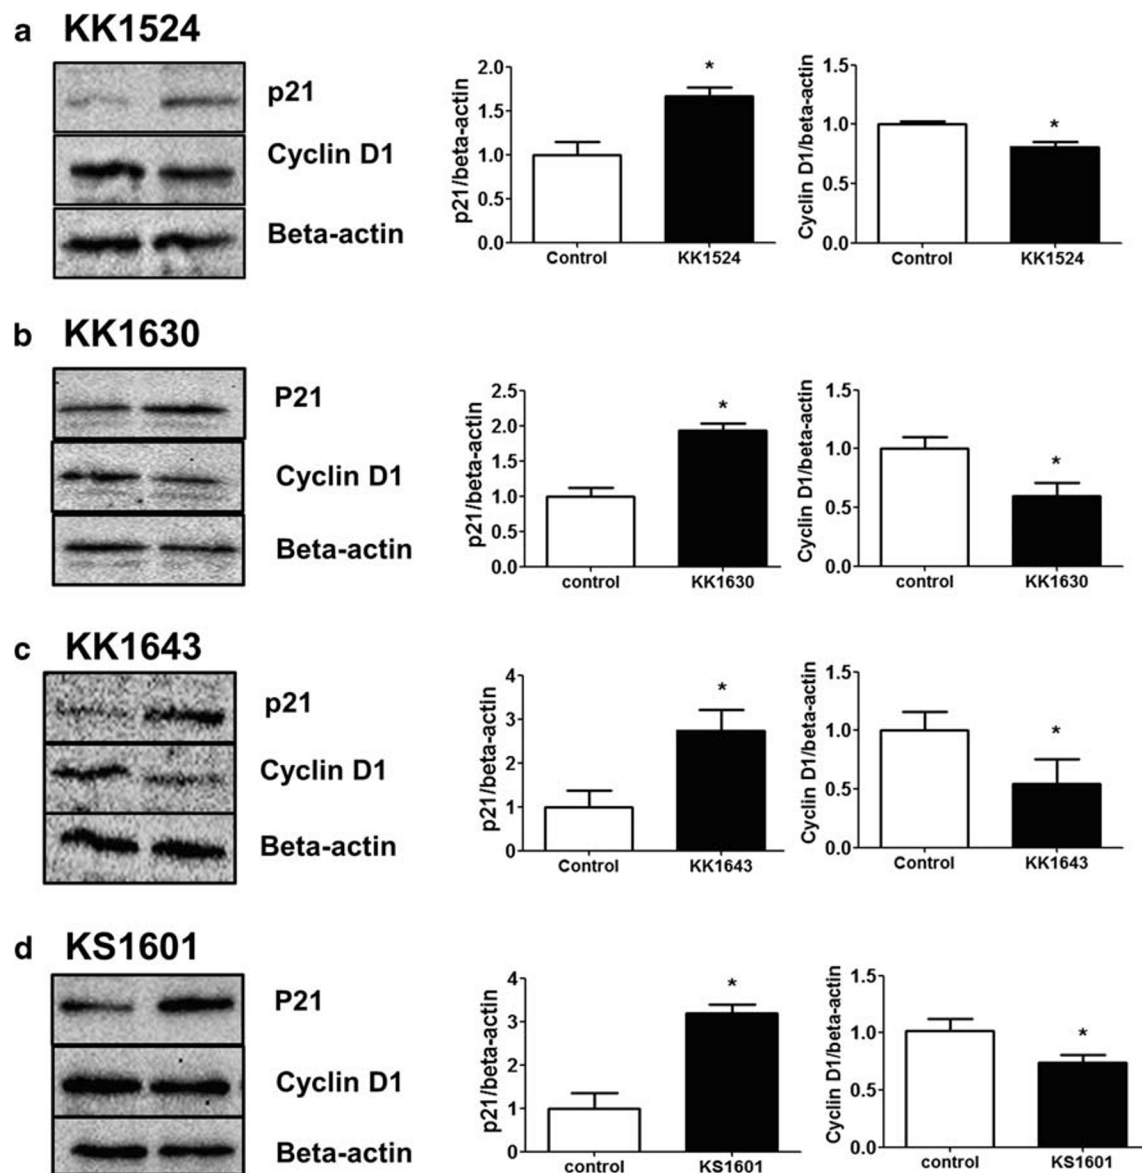 a KK1524
p21
Cyclin D1
Beta-actin
p21/beta-actin
2.0
1.5
1.0
0.5
0.0
Control KK1524
*
Cyclin D1/beta-actin
1.5
1.0
0.5
0.0
Control KK1524
*
b KK1630
P21
Cyclin D1
Beta-actin
p21/beta-actin
2.5
2.0
1.5
1.0
0.5
0.0
control KK1630
*
Cyclin D1/beta-actin
1.5
1.0
0.5
0.0
control KK1630
*
c KK1643
p21
Cyclin D1
Beta-actin
p21/beta-actin
4
3
2
1
0
Control KK1643
*
Cyclin D1/beta-actin
1.5
1.0
0.5
0.0
Control KK1643
*
d KS1601
P21
Cyclin D1
Beta-actin
p21/beta-actin
4
3
2
1
0
control KS1601
*
Cyclin D1/beta-actin
1.5
1.0
0.5
0.0
control KS1601
*